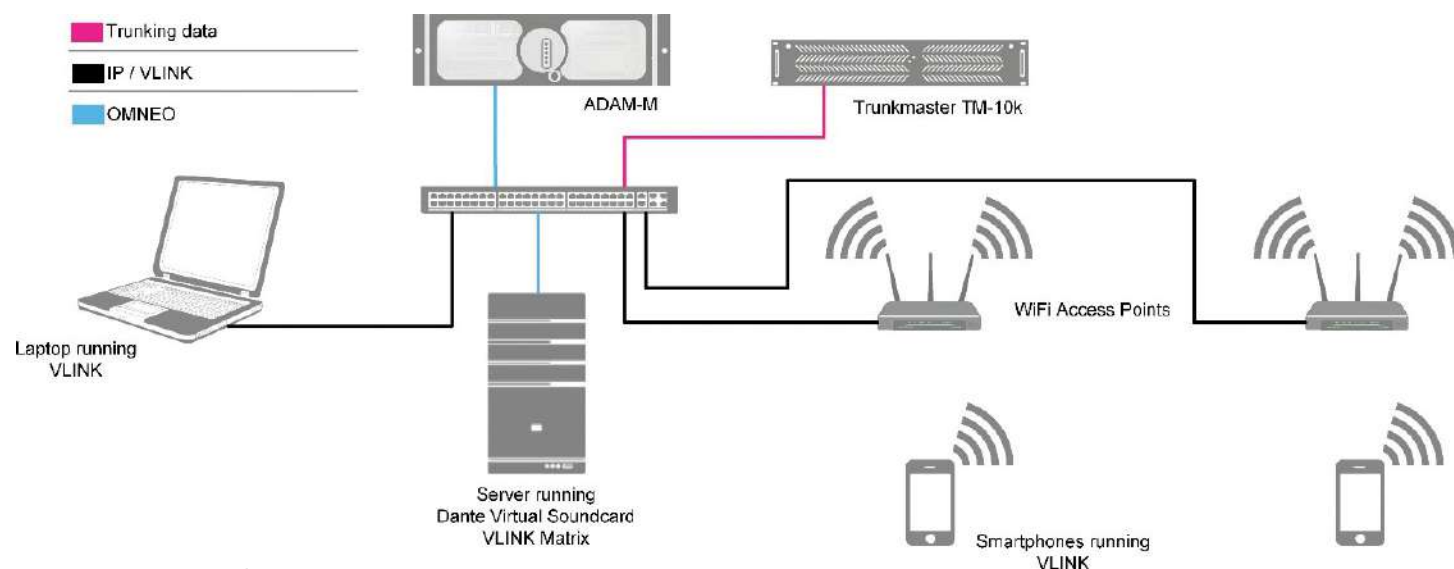 Trunking data
IP / VLINK
OMNEO
ADAM-M
Trunkmaster TM-10k
Laptop running
VLINK
WiFi Access Points
Server running
Dante Virtual Soundcard
VLINK Matrix
Smartphones running
VLINK